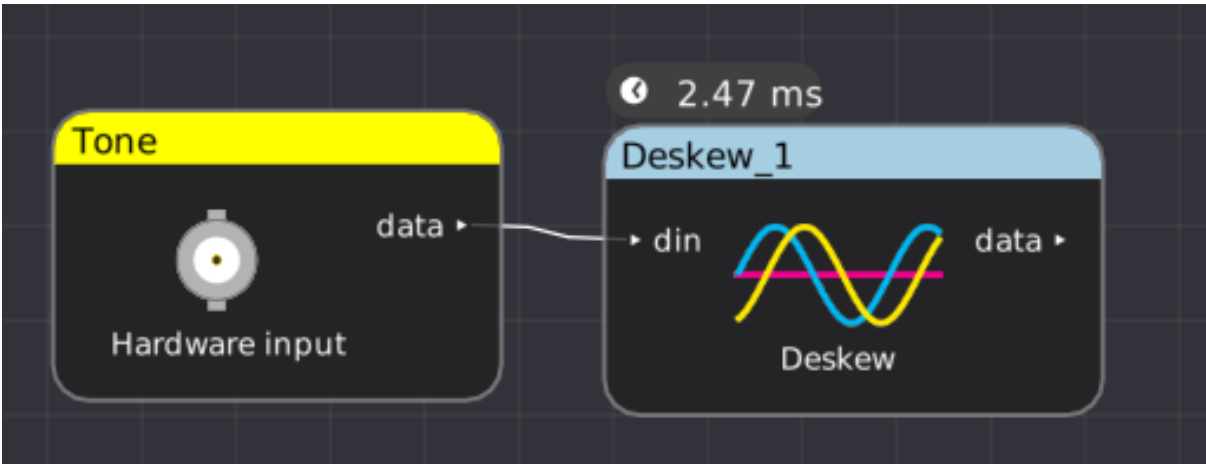 Tone
data
Hardware input
2.47 ms
Deskew_1
din
data
Deskew